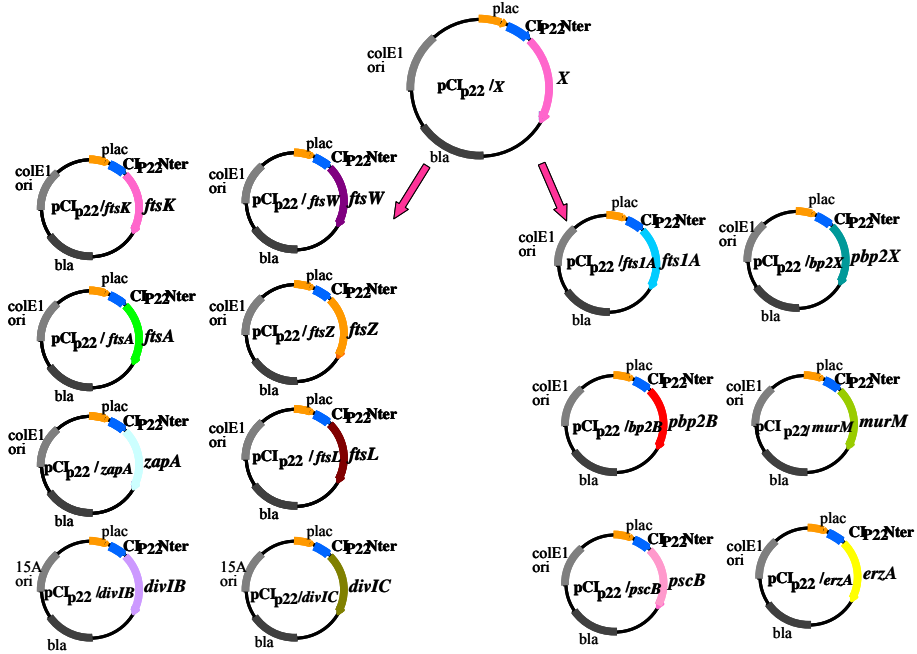 plac
CIP22Nter
colE1
ori
pCIp22/X
X
bla
plac
CIP22Nter
colE1
ori
pCIp22/ftsK
ftsK
bla
plac
CIP22Nter
colE1
ori
pCIp22/ftsW
ftsW
bla
plac
CIP22Nter
colE1
ori
pCIp22/fts1A
fts1A
bla
plac
CIP22Nter
colE1
ori
pCIp22/bp2X
pbp2X
bla
plac
CIP22Nter
colE1
ori
pCIp22/ftsA
ftsA
bla
plac
CIP22Nter
colE1
ori
pCIp22/ftsZ
ftsZ
bla
plac
CIP22Nter
colE1
ori
pCIp22/bp2B
pbp2B
bla
plac
CIP22Nter
colE1
ori
pCIp22/murM
murM
bla
plac
CIP22Nter
colE1
ori
pCIp22/zapA
zapA
bla
plac
CIP22Nter
colE1
ori
pCIp22/ftsL
ftsL
bla
plac
CIP22Nter
colE1
ori
pCIp22/pscB
pscB
bla
plac
CIP22Nter
colE1
ori
pCIp22/erzA
erzA
bla
plac
CIP22Nter
15A
ori
pCIp22/divIB
divIB
bla
plac
CIP22Nter
15A
ori
pCIp22/divIC
divIC
bla